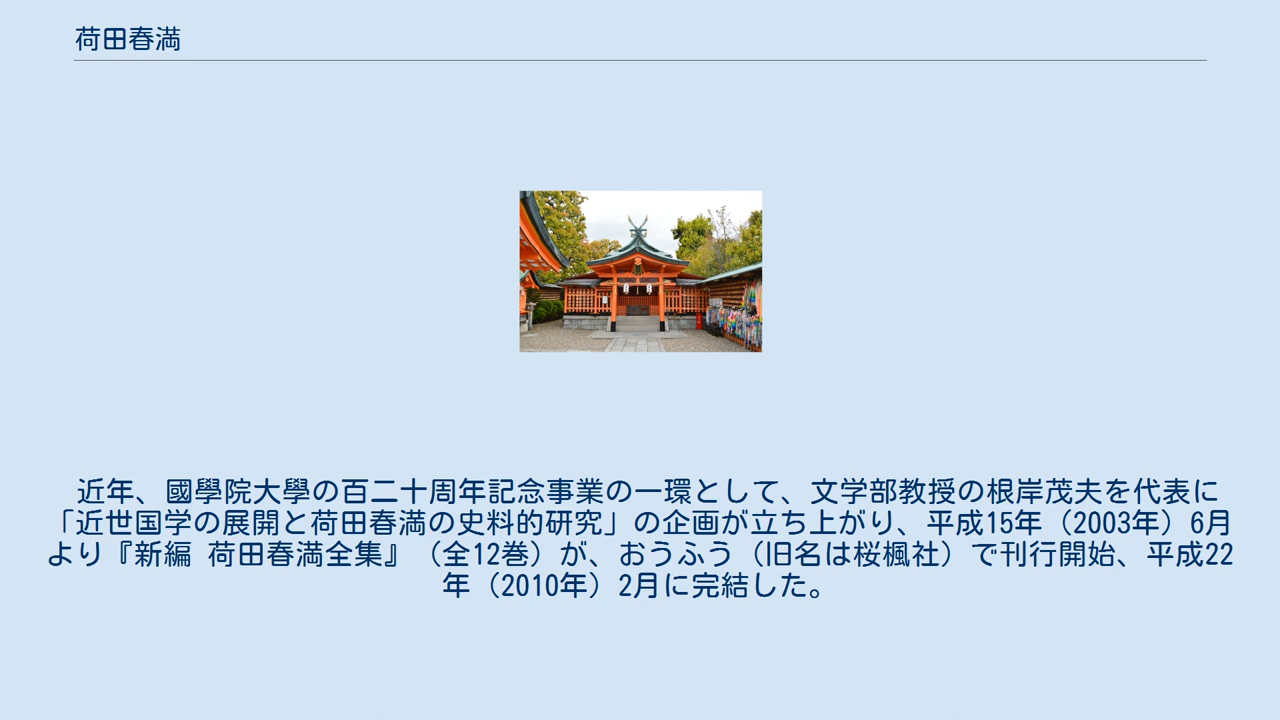 荷田春満
近年、國學院大學の百二十周年記念事業の一環として、文学部教授の根岸茂夫を代表に
「近世国学の展開と荷田春満の史料的研究」の企画が立ち上がり、平成15年（2003年）6月
より『新編 荷田春満全集』（全12巻）が、おうふう（旧名は桜楓社）で刊行開始、平成22
年（2010年）2月に完結した。